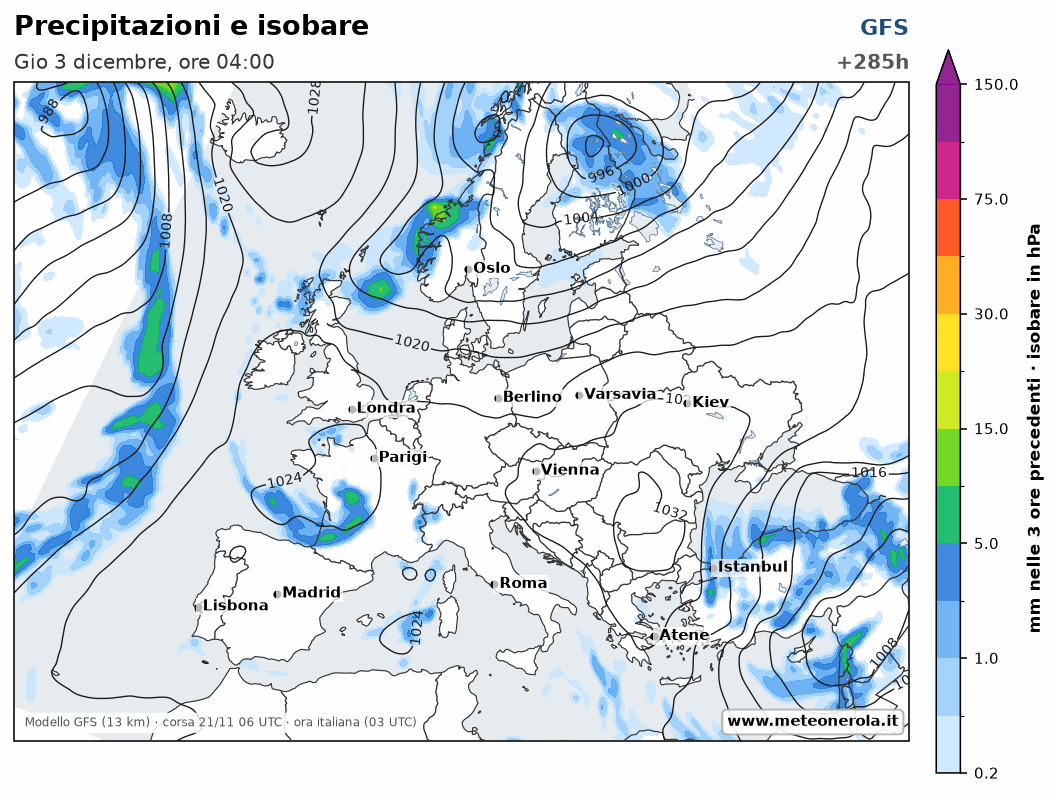 Precipitazioni e isobare
GFS
Gio 3 dicembre, ore 04:00
+285h
988
1028
1020
1008
996
1000
1004
Oslo
1020
Berlino
Varsavia
Kiev
Londra
Parigi
Vienna
1024
1016
1032
Istanbul
Roma
Madrid
Lisbona
Atene
1024
1008
Modello GFS (13 km) · corsa 21/11 06 UTC · ora italiana (03 UTC)
www.meteonerola.it
150.0
75.0
30.0
15.0
5.0
1.0
0.2
mm nelle 3 ore precedenti · isobare in hPa